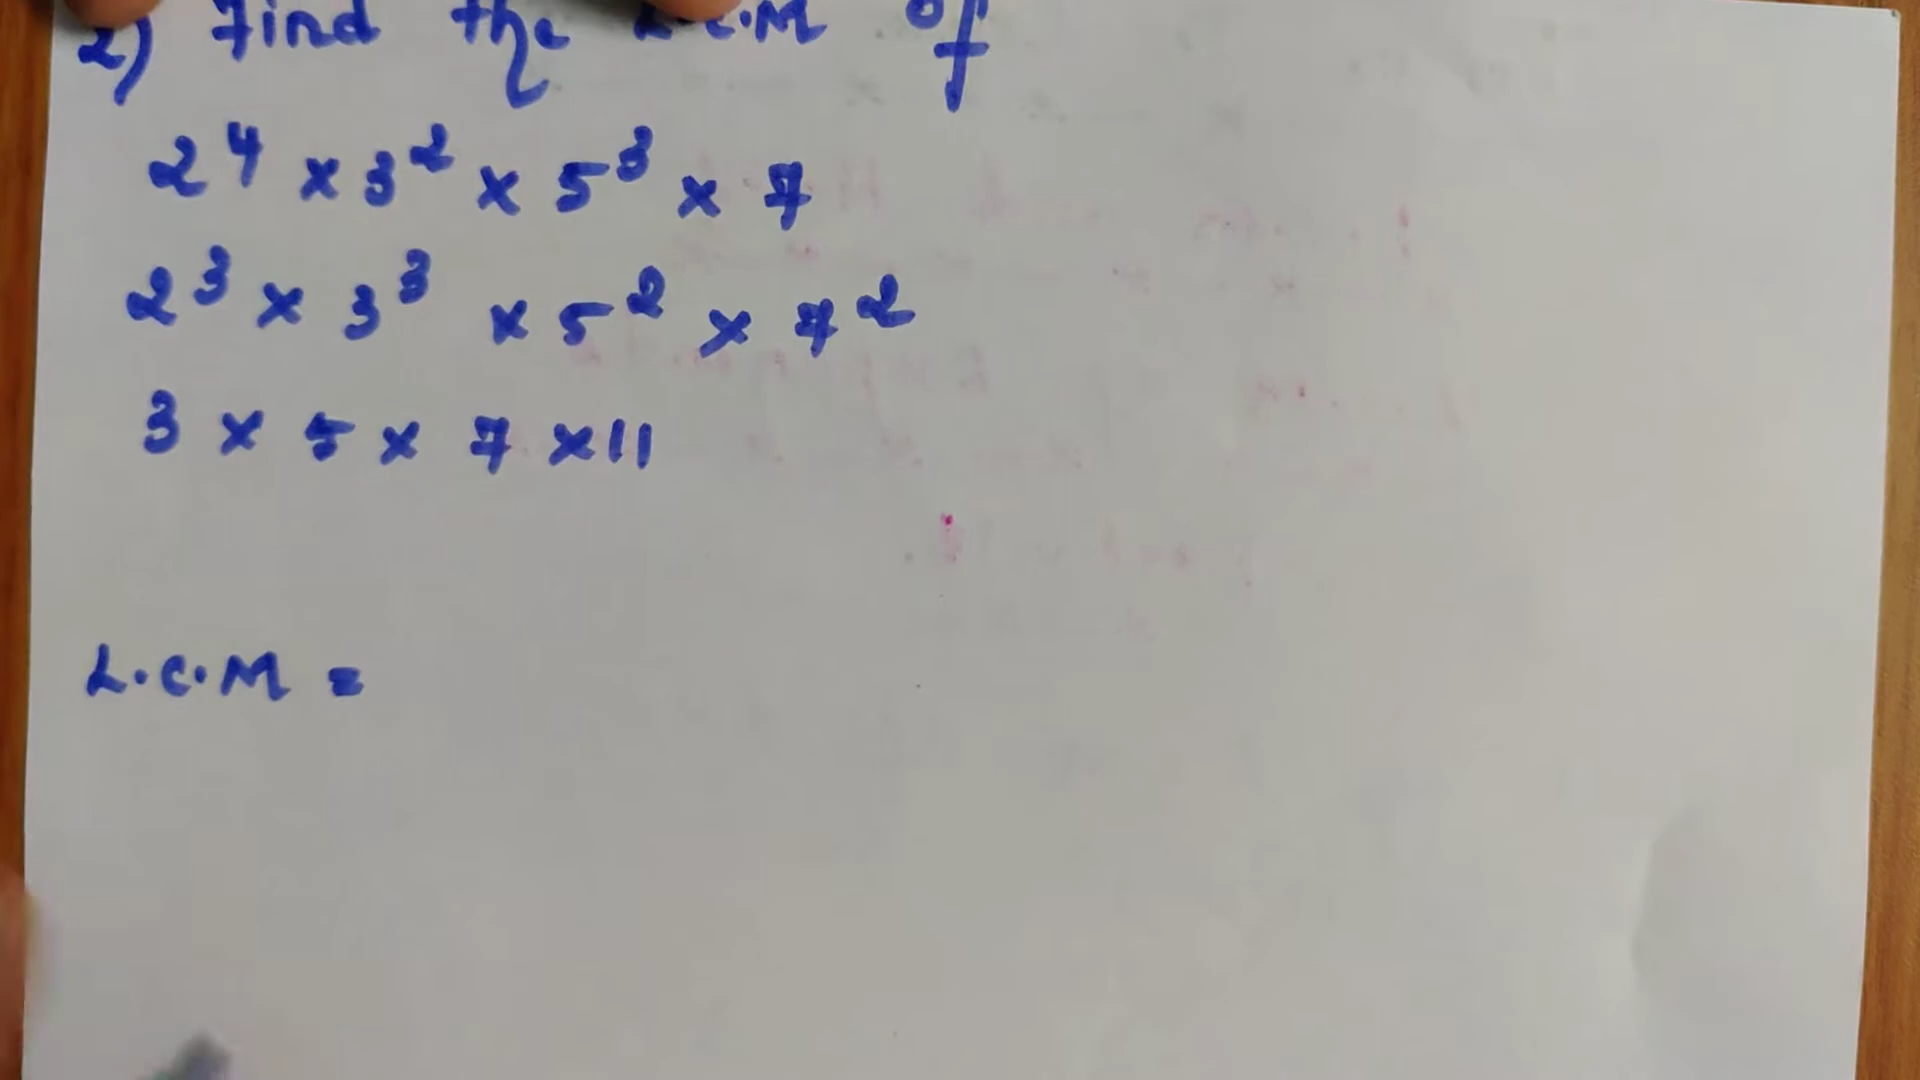 2) Find the L.C.M of
2⁴ × 3² × 5³ × 7
2³ × 3³ × 5² × 7²
3 × 5 × 7 × 11
L.C.M =